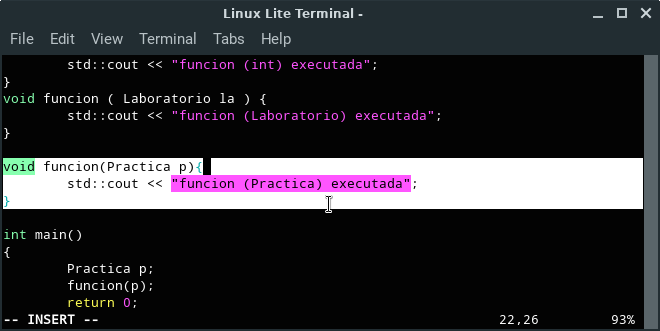 Linux Lite Terminal -
File Edit View Terminal Tabs Help
        std::cout << "funcion (int) executada";
}
void funcion ( Laboratorio la ) {
        std::cout << "funcion (Laboratorio) executada";
}
void funcion(Practica p){
        std::cout << "funcion (Practica) executada";
}
int main()
{
        Practica p;
        funcion(p);
        return 0;
-- INSERT -- 22,26 93%